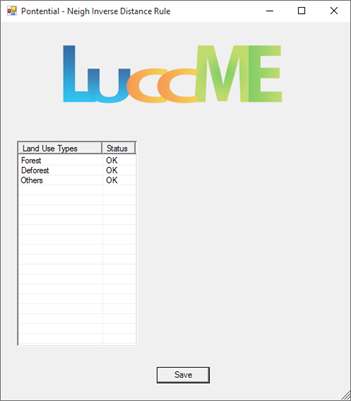 Pontential - Neigh Inverse Distance Rule
LuccME
Land Use Types Status
Forest OK
Deforest OK
Others OK
Save